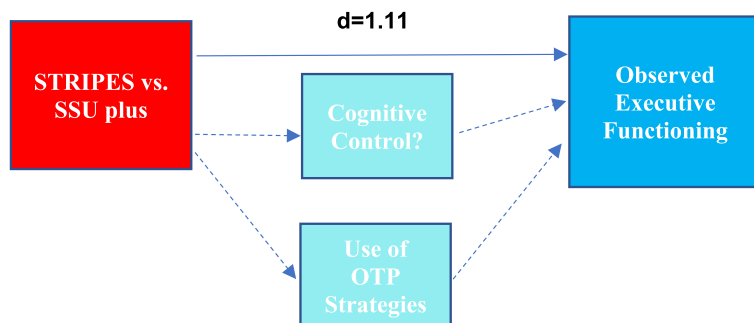 d=1.11
STRIPES vs.
SSU plus
Cognitive
Control?
Observed
Executive
Functioning
Use of
OTP
Strategies